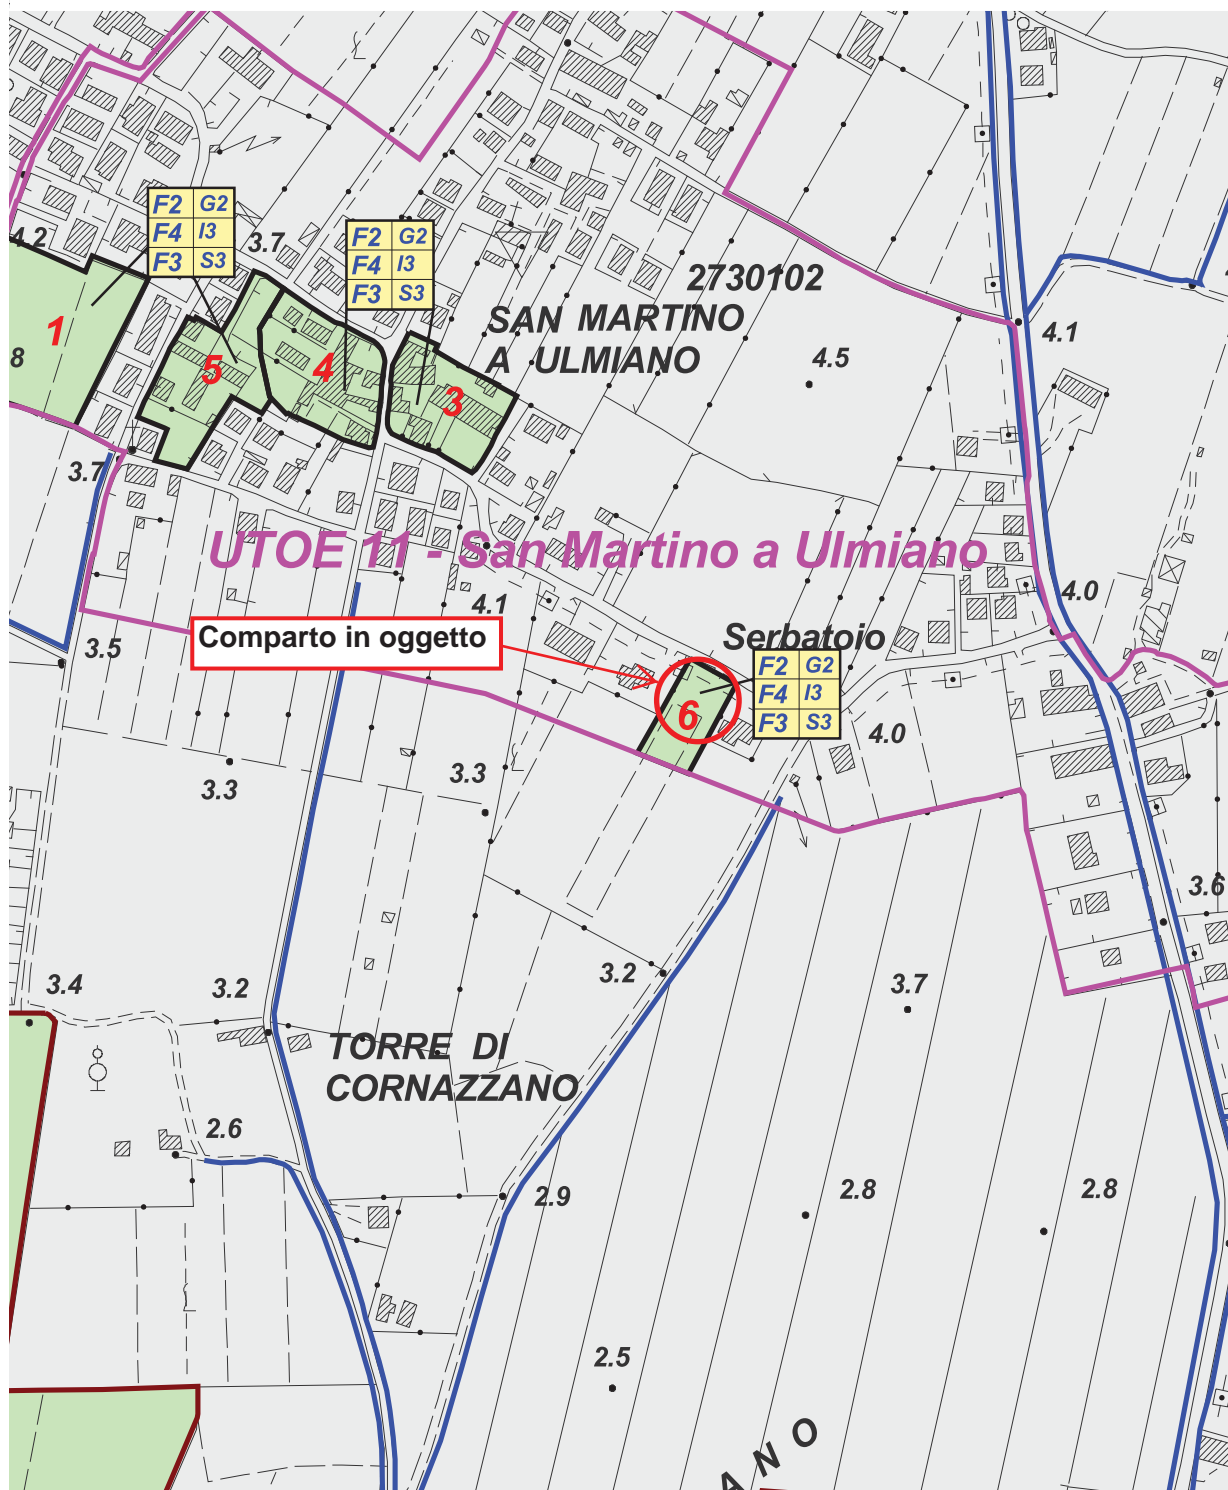 F2 G2
F4 I3
F3 S3
F2 G2
F4 I3
F3 S3
4.2
3.7
2730102
SAN MARTINO
A ULMIANO
1
5
4
3
8
4.5
4.1
3.7
UTOE 11 - San Martino a Ulmiano
4.1
4.0
Comparto in oggetto
Serbatoio
3.5
F2 G2
F4 I3
F3 S3
6
4.0
3.3
3.3
3.6
3.4
3.2
3.2
3.7
TORRE DI
CORNAZZANO
2.6
2.9
2.8
2.8
2.5
ANO